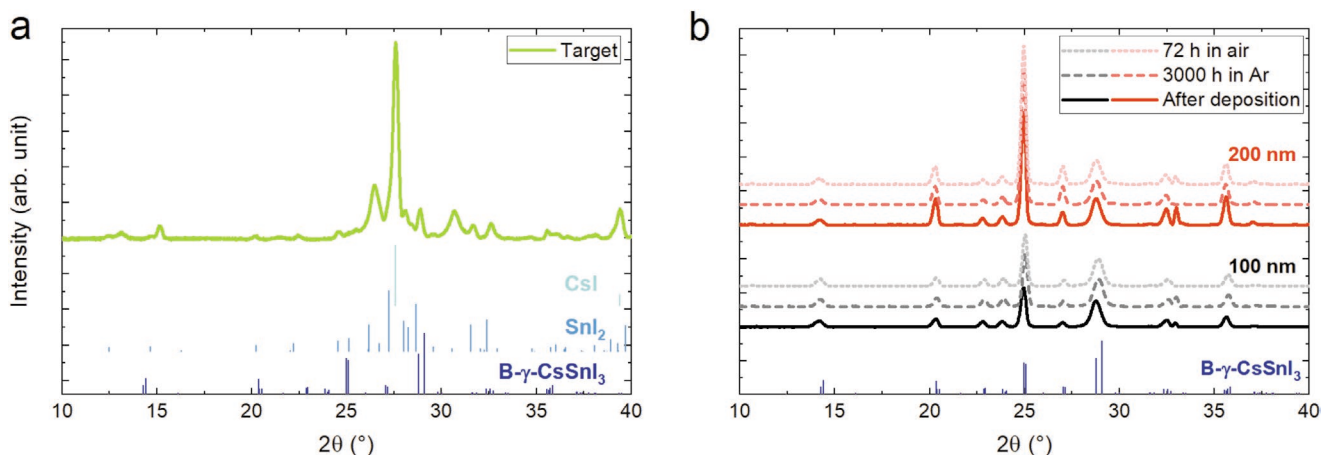 a
Intensity (arb. unit)
Target
CsI
SnI₂
B-γ-CsSnI₃
10 15 20 25 30 35 40
2θ (°)
b
72 h in air
3000 h in Ar
After deposition
200 nm
100 nm
B-γ-CsSnI₃
10 15 20 25 30 35 40
2θ (°)